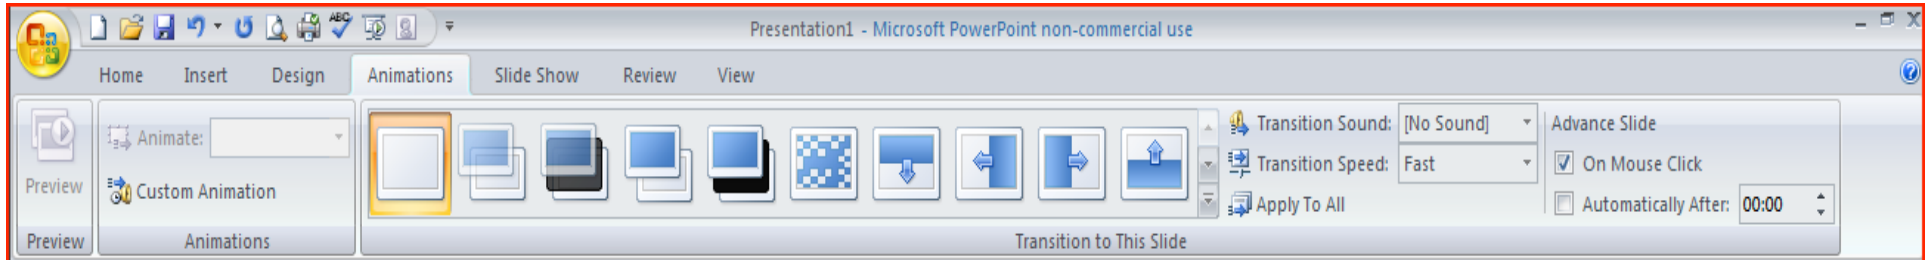 ABC
Presentation1 - Microsoft PowerPoint non-commercial use
Home Insert Design Animations Slide Show Review View
Animate:
Transition Sound: [No Sound] Advance Slide
Transition Speed: Fast On Mouse Click
Preview Custom Animation
Apply To All Automatically After: 00:00
Preview Animations Transition to This Slide